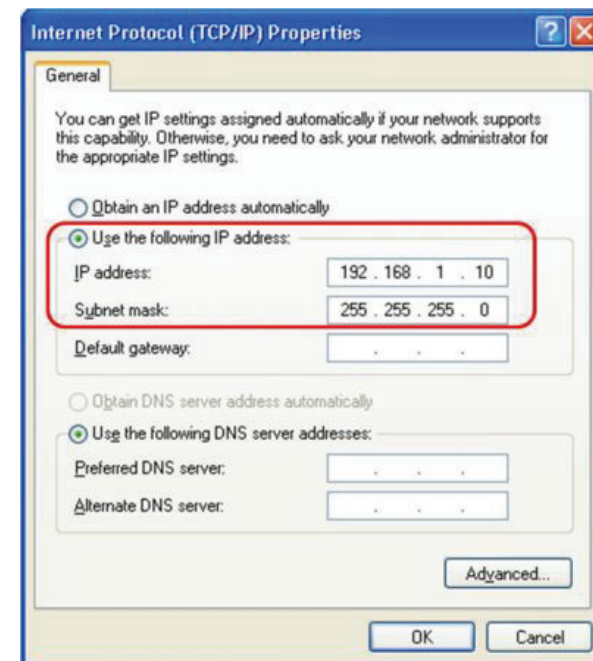 Internet Protocol (TCP/IP) Properties
General
You can get IP settings assigned automatically if your network supports
this capability. Otherwise, you need to ask your network administrator for
the appropriate IP settings.
Obtain an IP address automatically
Use the following IP address:
IP address: 192 . 168 . 1 . 10
Subnet mask: 255 . 255 . 255 . 0
Default gateway: . . .
Obtain DNS server address automatically
Use the following DNS server addresses:
Preferred DNS server: . . .
Alternate DNS server: . . .
Advanced...
OK Cancel